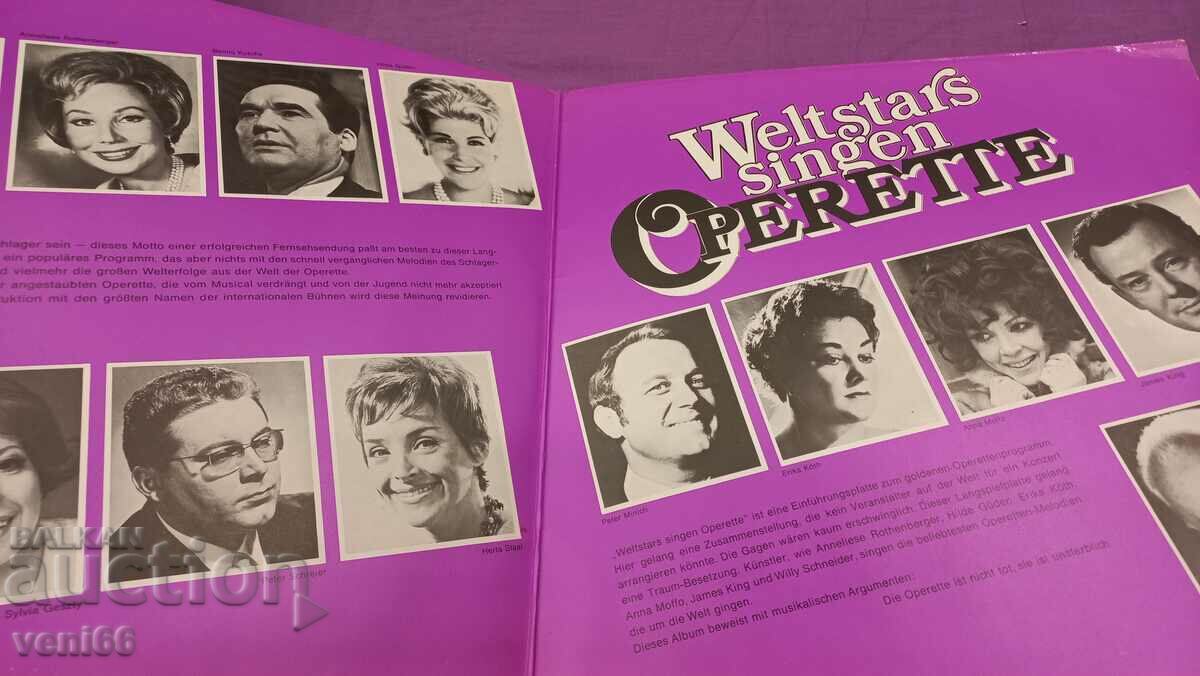 Anneliese Rothenberger
Benno Kusche
Hilde Güden
chlager sein — dieses Motto einer erfolgreichen Fernsehsendung paßt am besten zu dieser Lang-
ein populäres Programm, das aber nichts mit den schnell vergänglichen Melodien des Schlager-
d vielmehr die großen Welterfolge aus der Welt der Operette.
r angestaubten Operette, die vom Musical verdrängt und von der Jugend nicht mehr akzeptiert
duktion mit den größten Namen der internationalen Bühnen wird diese Meinung revidieren.
Sylvia Geszty
Peter Schreier
Herta Staal
Weltstars
singen
OPERETTE
Peter Minich
Erika Köth
Anna Moffo
James King
„Weltstars singen Operette" ist eine Einführungsplatte zum goldenen Operettenprogramm.
Hier gelang eine Zusammenstellung, die kein Veranstalter auf der Welt für ein Konzert
arrangieren könnte. Die Gagen wären kaum erschwinglich. Dieser Langspielplatte gelang
eine Traum-Besetzung. Künstler, wie Anneliese Rothenberger, Hilde Güden, Erika Köth,
Anna Moffo, James King und Willy Schneider, singen die beliebtesten Operetten-Melodien
die um die Welt gingen.
Dieses Album beweist mit musikalischen Argumenten:
Die Operette ist nicht tot, sie ist unsterblich
BALKAN
auction
veni66